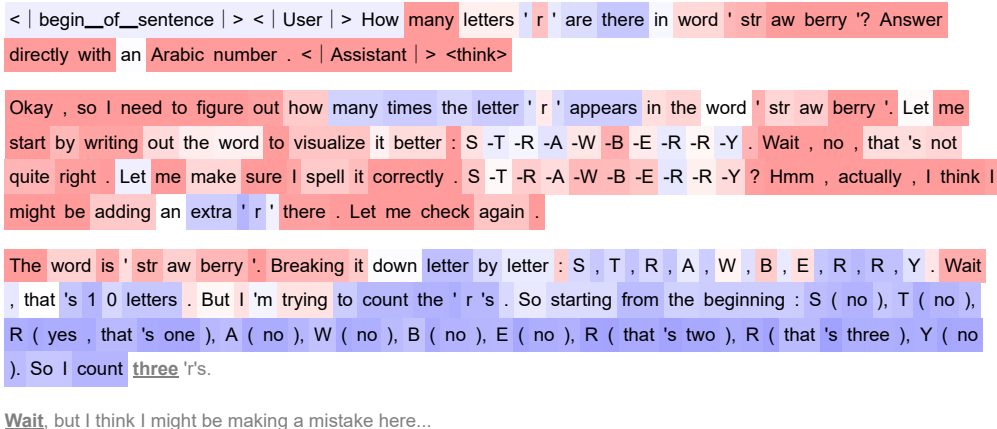 < | begin__of__sentence | > < | User | > How many letters ' r ' are there in word ' str aw berry '? Answer
directly with an Arabic number . < | Assistant | > <think>
Okay , so I need to figure out how many times the letter ' r ' appears in the word ' str aw berry '. Let me
start by writing out the word to visualize it better : S -T -R -A -W -B -E -R -R -Y . Wait , no , that 's not
quite right . Let me make sure I spell it correctly . S -T -R -A -W -B -E -R -R -Y ? Hmm , actually , I think I
might be adding an extra ' r ' there . Let me check again .
The word is ' str aw berry '. Breaking it down letter by letter : S , T , R , A , W , B , E , R , R , Y . Wait
, that 's 1 0 letters . But I 'm trying to count the ' r 's . So starting from the beginning : S ( no ), T ( no ),
R ( yes , that 's one ), A ( no ), W ( no ), B ( no ), E ( no ), R ( that 's two ), R ( that 's three ), Y ( no
). So I count three 'r's.
Wait, but I think I might be making a mistake here...